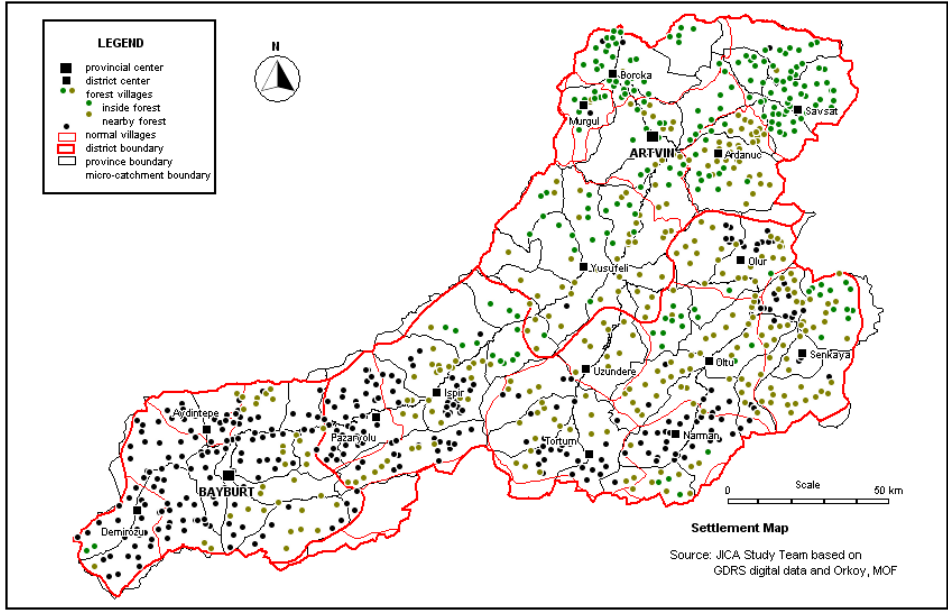 LEGEND
provincial center
district center
forest villages
inside forest
nearby forest
normal villages
district boundary
province boundary
micro-catchment boundary
N
Borcka
Murgul
Savsat
ARTVIN
Ardanuc
Yusufeli
Olur
Uzundere
Oltu
Senkaya
Ispir
Aydintepe
Pazaryolu
Narman
Tortum
BAYBURT
Demirozu
Scale
0 50 km
Settlement Map
Source: JICA Study Team based on
GDRS digital data and Orkoy, MOF